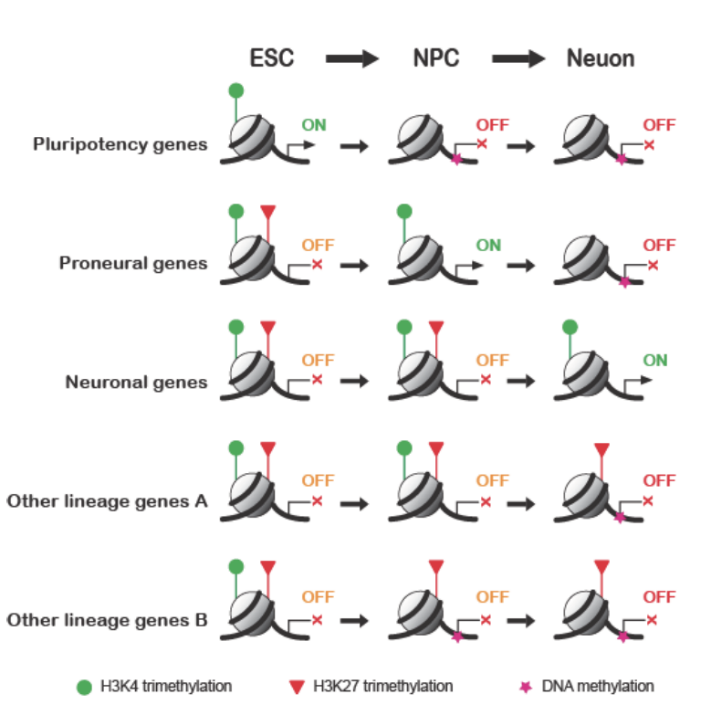 ESC NPC Neuon
Pluripotency genes ON OFF OFF
Proneural genes OFF ON OFF
Neuronal genes OFF OFF ON
Other lineage genes A OFF OFF OFF
Other lineage genes B OFF OFF OFF
H3K4 trimethylation H3K27 trimethylation DNA methylation